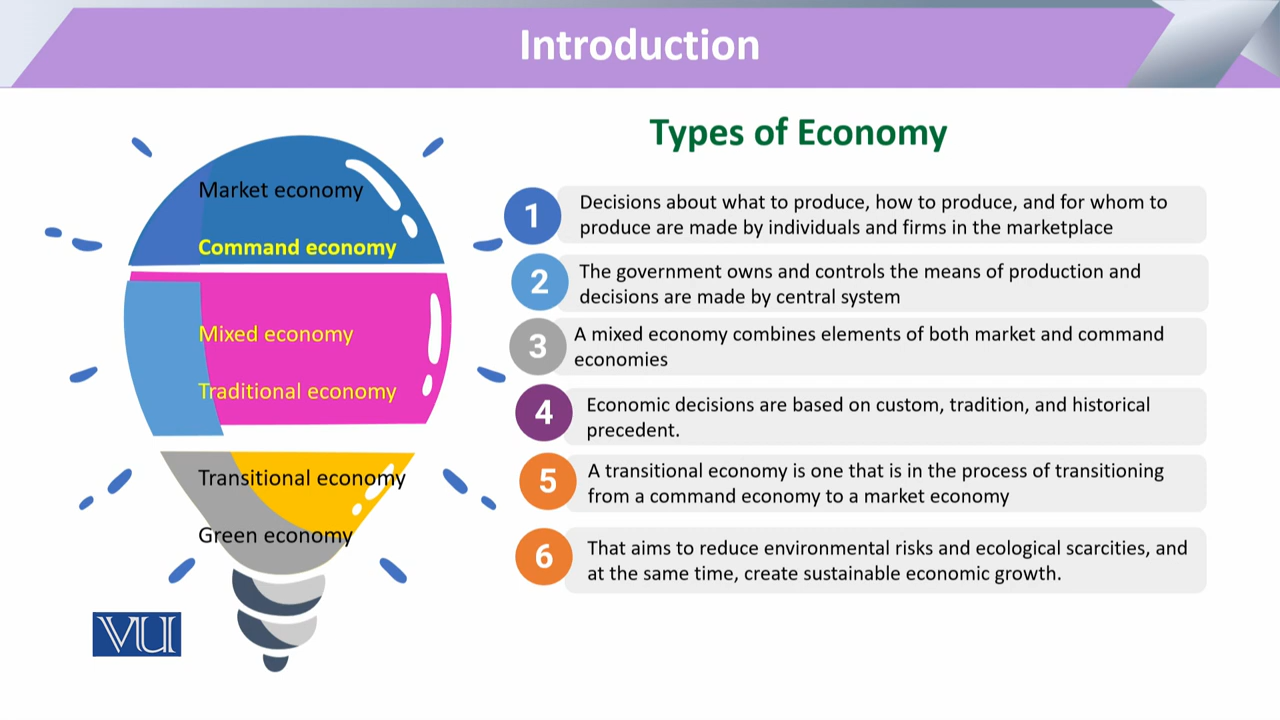 Introduction
Types of Economy
Market economy
Command economy
Mixed economy
Traditional economy
Transitional economy
Green economy
1
Decisions about what to produce, how to produce, and for whom to
produce are made by individuals and firms in the marketplace
2
The government owns and controls the means of production and
decisions are made by central system
3
A mixed economy combines elements of both market and command
economies
4
Economic decisions are based on custom, tradition, and historical
precedent.
5
A transitional economy is one that is in the process of transitioning
from a command economy to a market economy
6
That aims to reduce environmental risks and ecological scarcities, and
at the same time, create sustainable economic growth.
VU